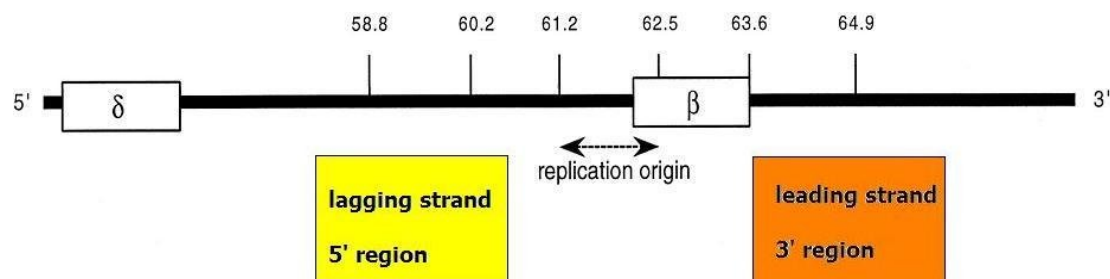 58.8 60.2 61.2 62.5 63.6 64.9
5' δ β 3'
replication origin
lagging strand
5' region
leading strand
3' region